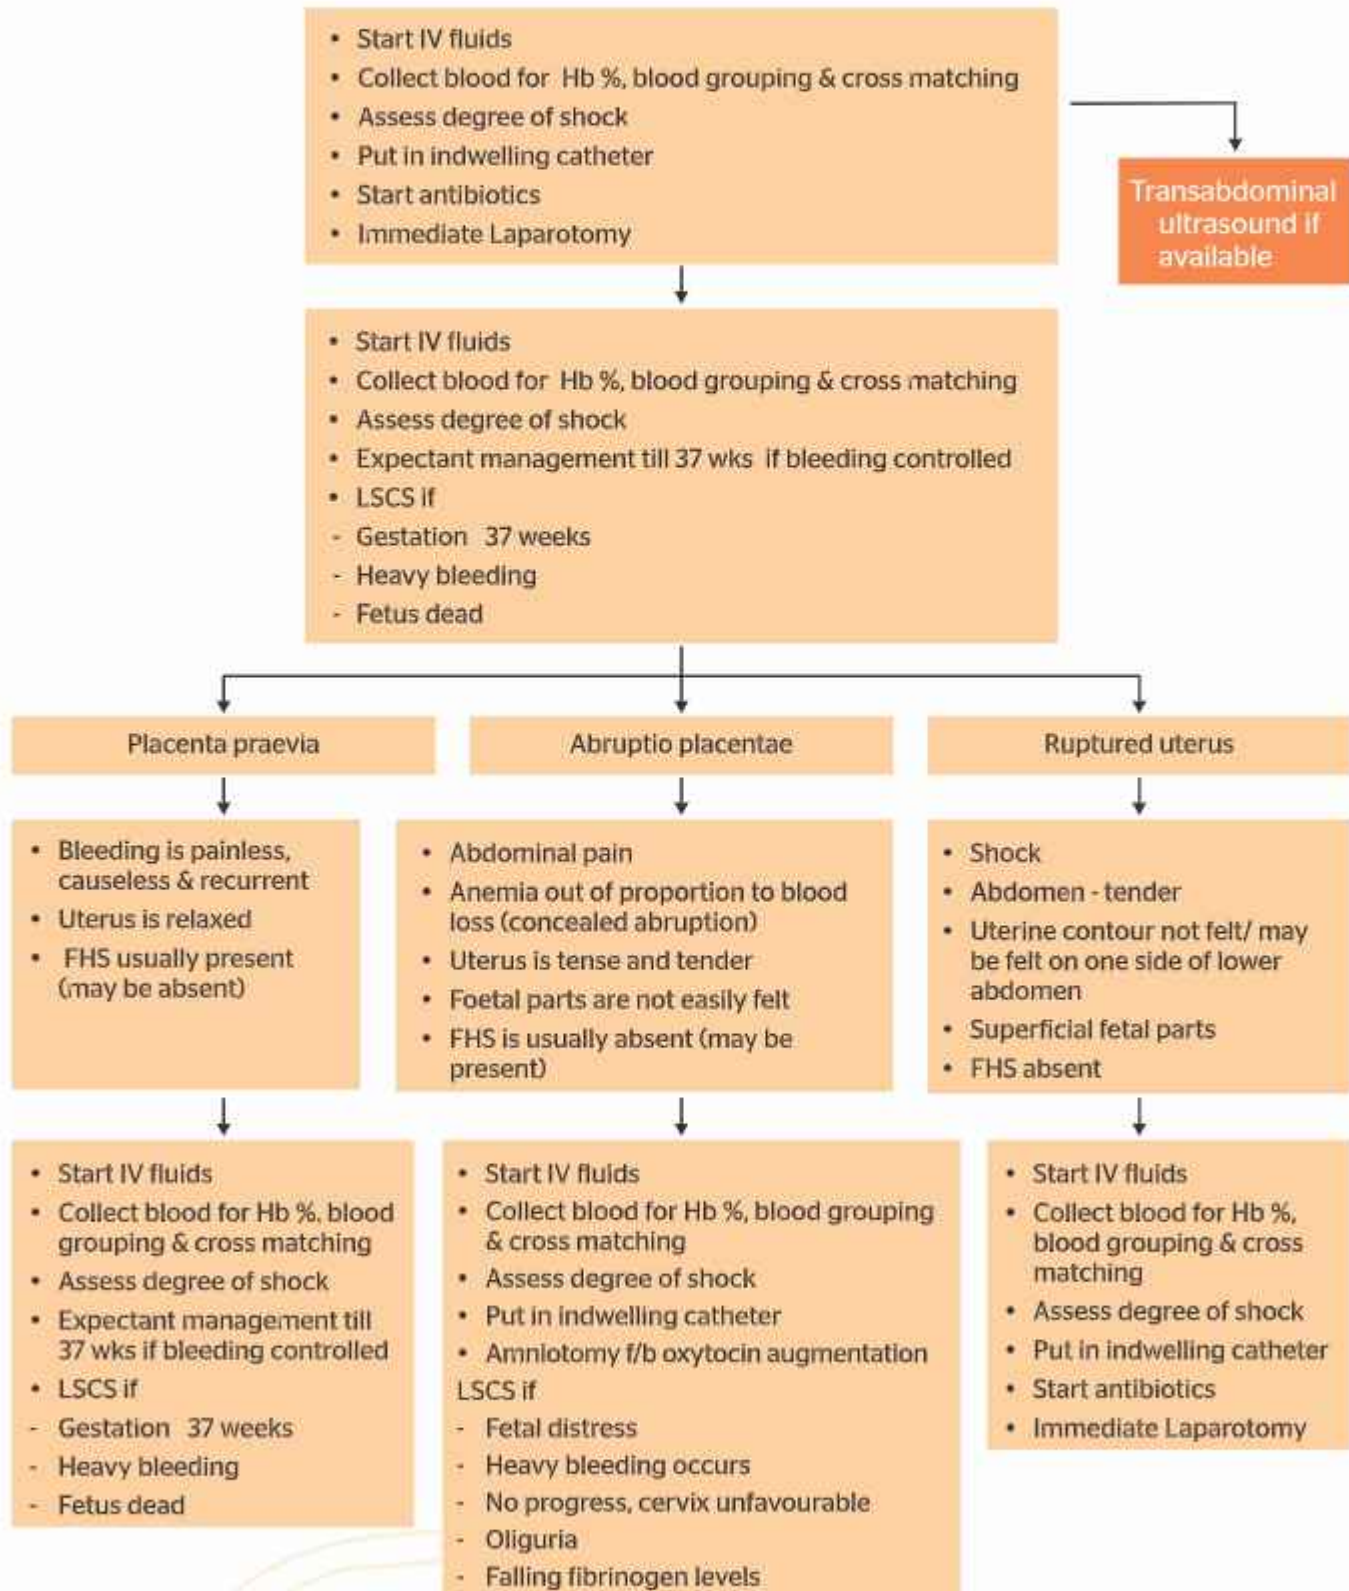 • Start IV fluids
• Collect blood for Hb %, blood grouping & cross matching
• Assess degree of shock
• Put in indwelling catheter
• Start antibiotics
• Immediate Laparotomy
Transabdominal
ultrasound if
available
• Start IV fluids
• Collect blood for Hb %, blood grouping & cross matching
• Assess degree of shock
• Expectant management till 37 wks if bleeding controlled
• LSCS if
- Gestation 37 weeks
- Heavy bleeding
- Fetus dead
Placenta praevia
Abruptio placentae
Ruptured uterus
• Bleeding is painless,
causeless & recurrent
• Uterus is relaxed
• FHS usually present
(may be absent)
• Abdominal pain
• Anemia out of proportion to blood
loss (concealed abruption)
• Uterus is tense and tender
• Foetal parts are not easily felt
• FHS is usually absent (may be
present)
• Shock
• Abdomen - tender
• Uterine contour not felt/ may
be felt on one side of lower
abdomen
• Superficial fetal parts
• FHS absent
• Start IV fluids
• Collect blood for Hb %, blood
grouping & cross matching
• Assess degree of shock
• Expectant management till
37 wks if bleeding controlled
• LSCS if
- Gestation 37 weeks
- Heavy bleeding
- Fetus dead
• Start IV fluids
• Collect blood for Hb %, blood grouping
& cross matching
• Assess degree of shock
• Put in indwelling catheter
• Amniotomy f/b oxytocin augmentation
LSCS if
- Fetal distress
- Heavy bleeding occurs
- No progress, cervix unfavourable
- Oliguria
- Falling fibrinogen levels
• Start IV fluids
• Collect blood for Hb %,
blood grouping & cross
matching
• Assess degree of shock
• Put in indwelling catheter
• Start antibiotics
• Immediate Laparotomy